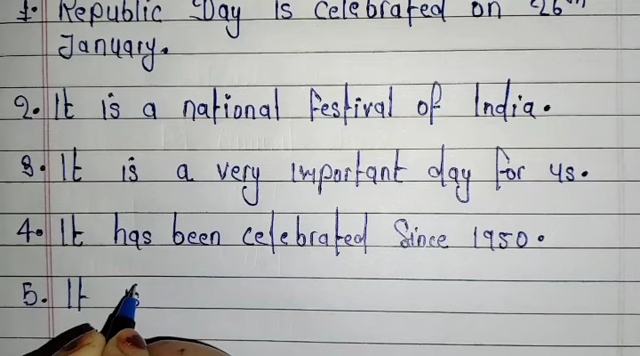 1. Republic Day is celebrated on 26th
January.
2. It is a national festival of India.
3. It is a very important day for us.
4. It has been celebrated Since 1950.
5. It is